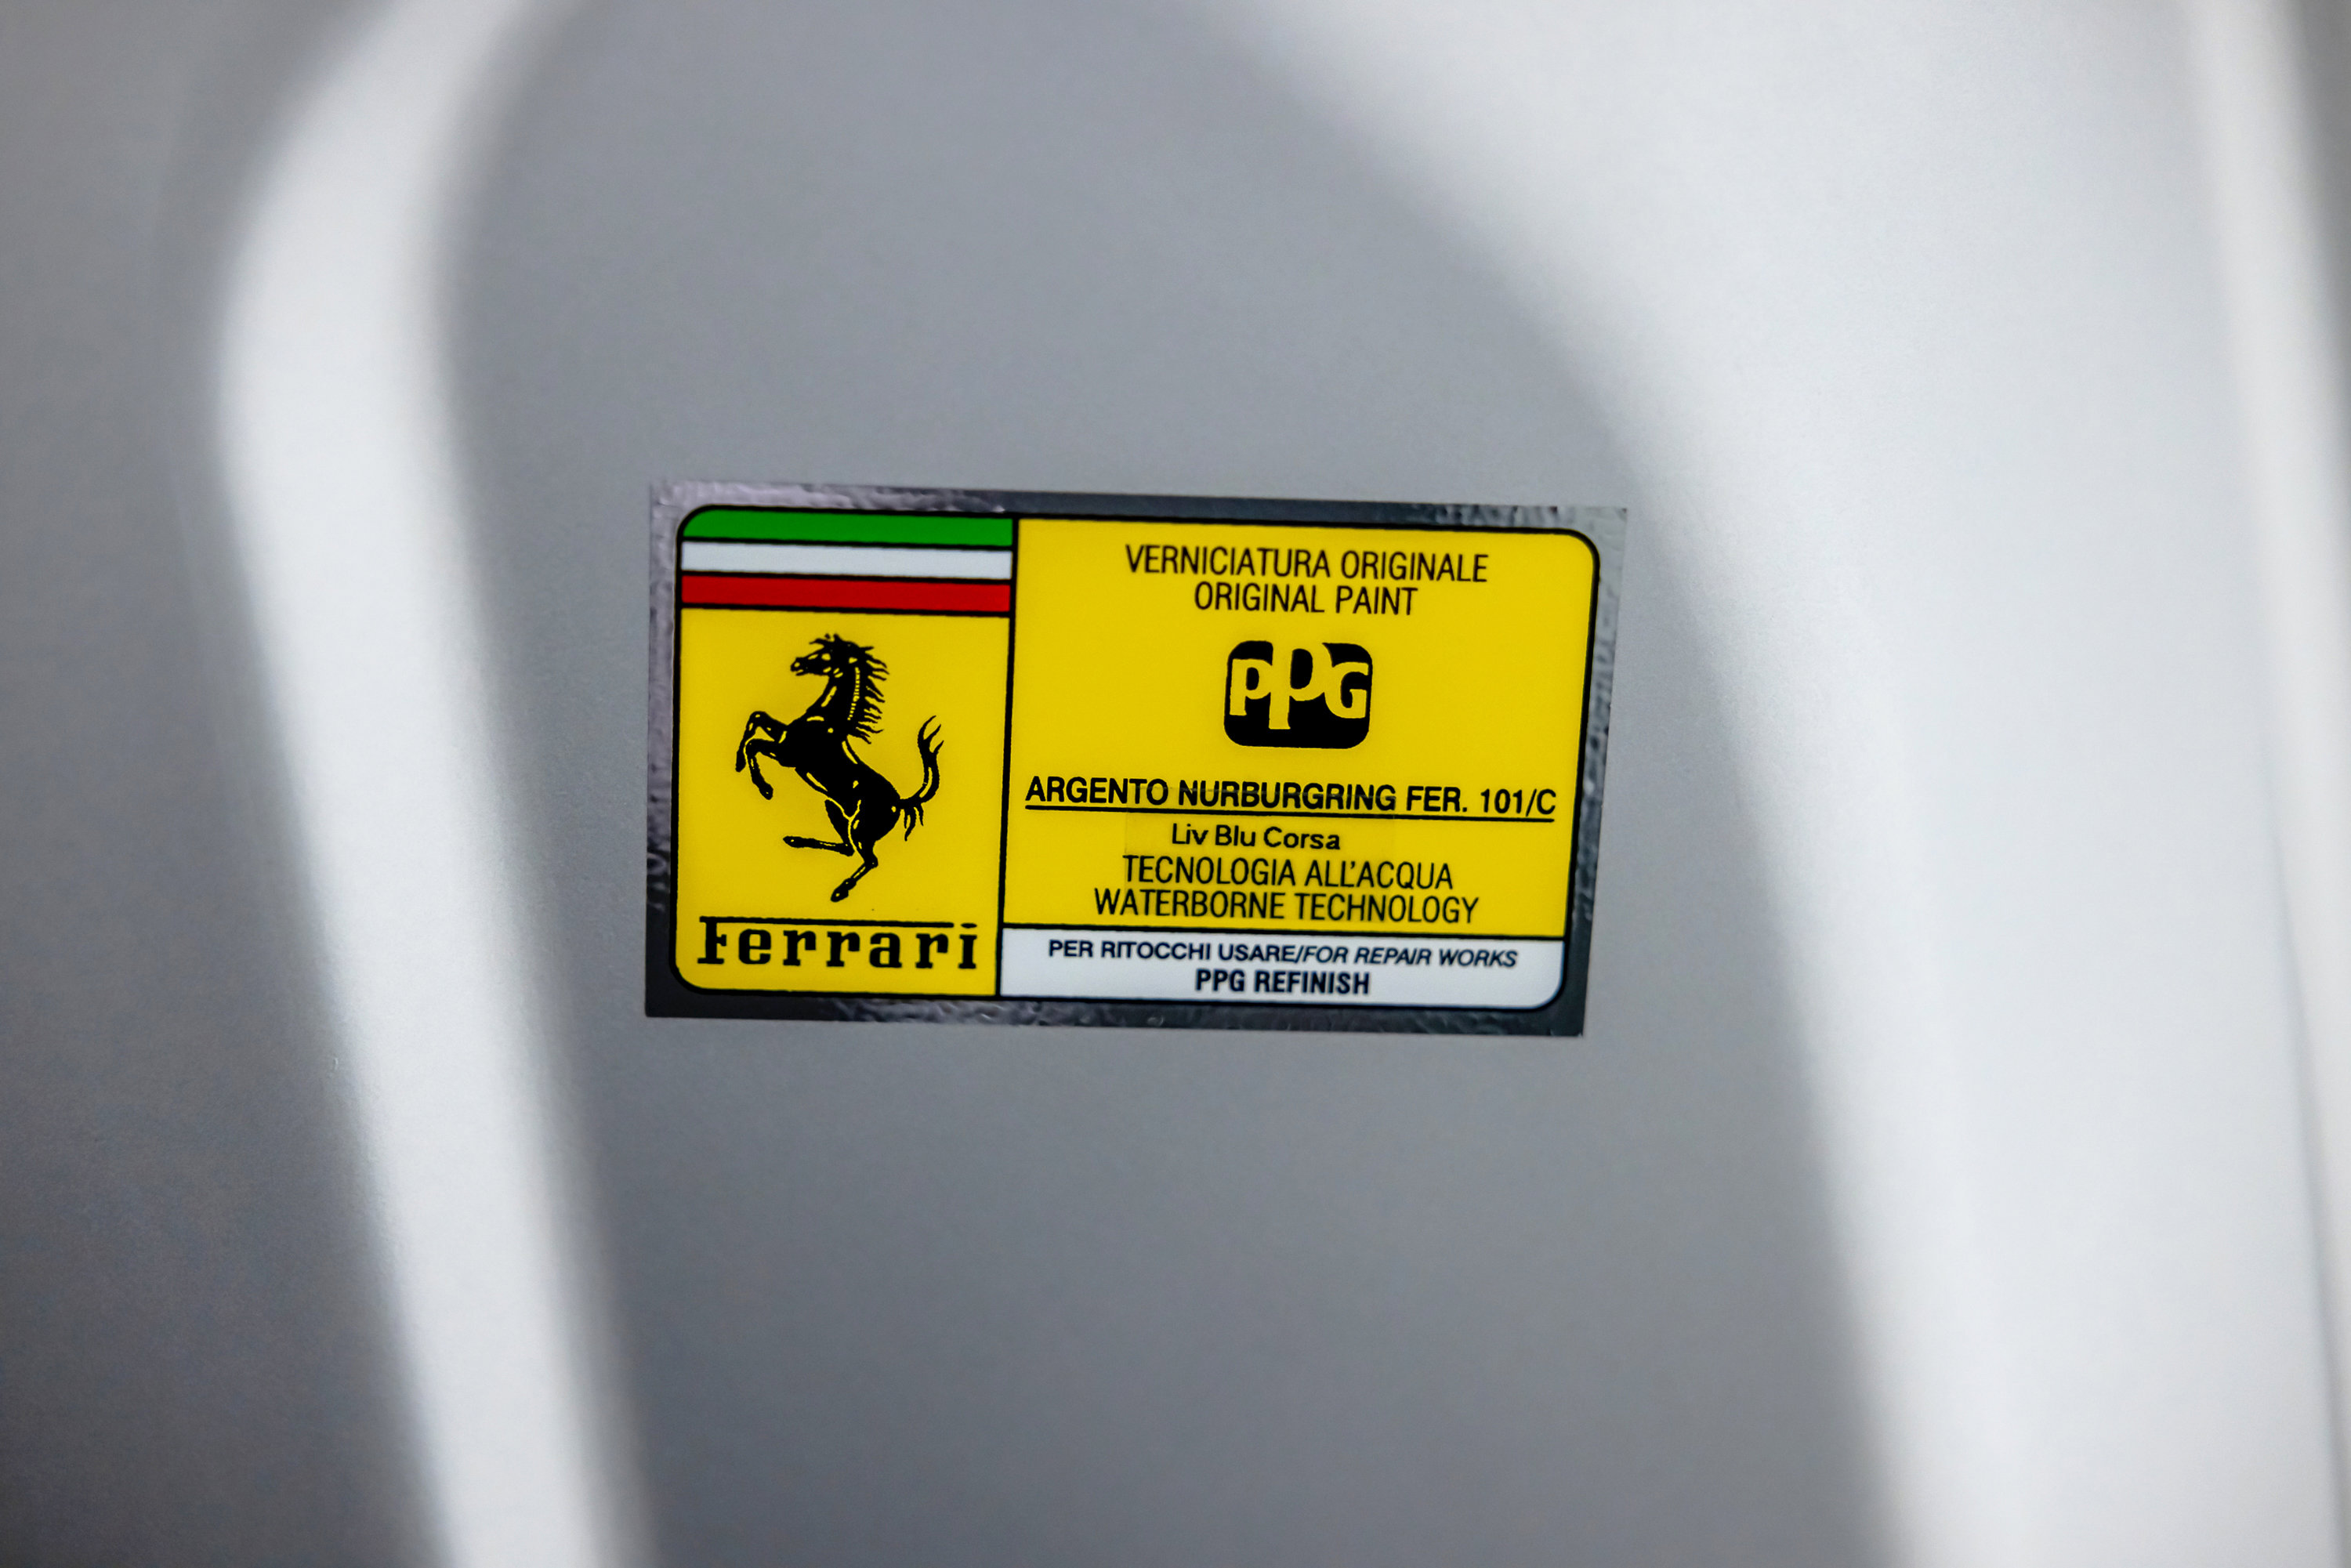 VERNICIATURA ORIGINALE
ORIGINAL PAINT
PPG
ARGENTO NURBURGRING FER. 101/C
Liv Blu Corsa
TECNOLOGIA ALL'ACQUA
WATERBORNE TECHNOLOGY
Ferrari
PER RITOCCHI USARE/FOR REPAIR WORKS
PPG REFINISH